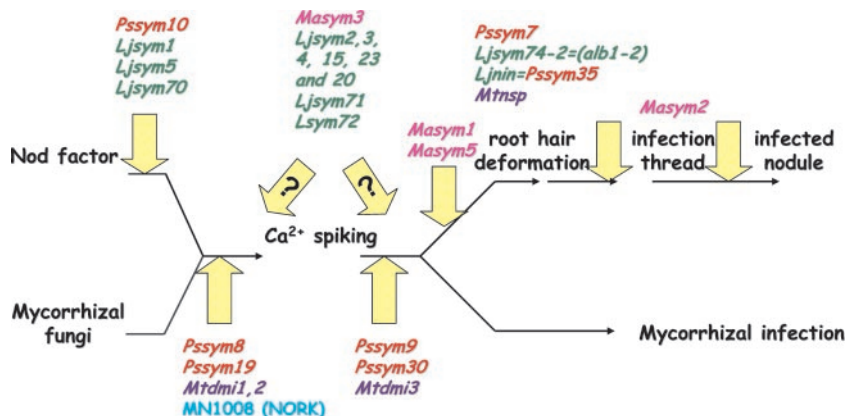 Pssym10
Ljsym1
Ljsym5
Ljsym70
Masym3
Ljsym2,3,
4, 15, 23
and 20
Ljsym71
Lsym72
Pssym7
Ljsym74-2=(alb1-2)
Ljnin=Pssym35
Mtnsp
Masym1
Masym5
Masym2
Nod factor
root hair
deformation
infection
thread
infected
nodule
?
?
Ca²⁺ spiking
Mycorrhizal
fungi
Mycorrhizal infection
Pssym8
Pssym19
Mtdmi1,2
MN1008 (NORK)
Pssym9
Pssym30
Mtdmi3